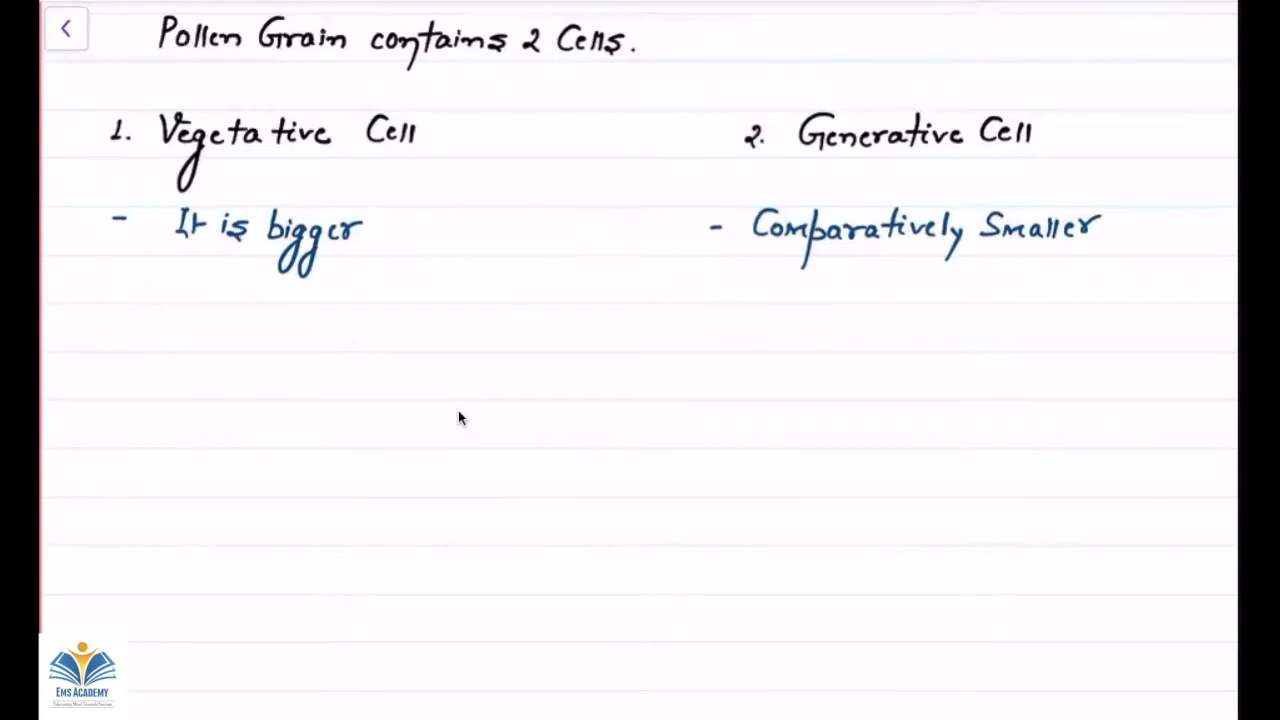 Pollen Grain contains 2 Cells.
1. Vegetative Cell
2. Generative Cell
- It is bigger
- Comparatively Smaller
EMS ACADEMY